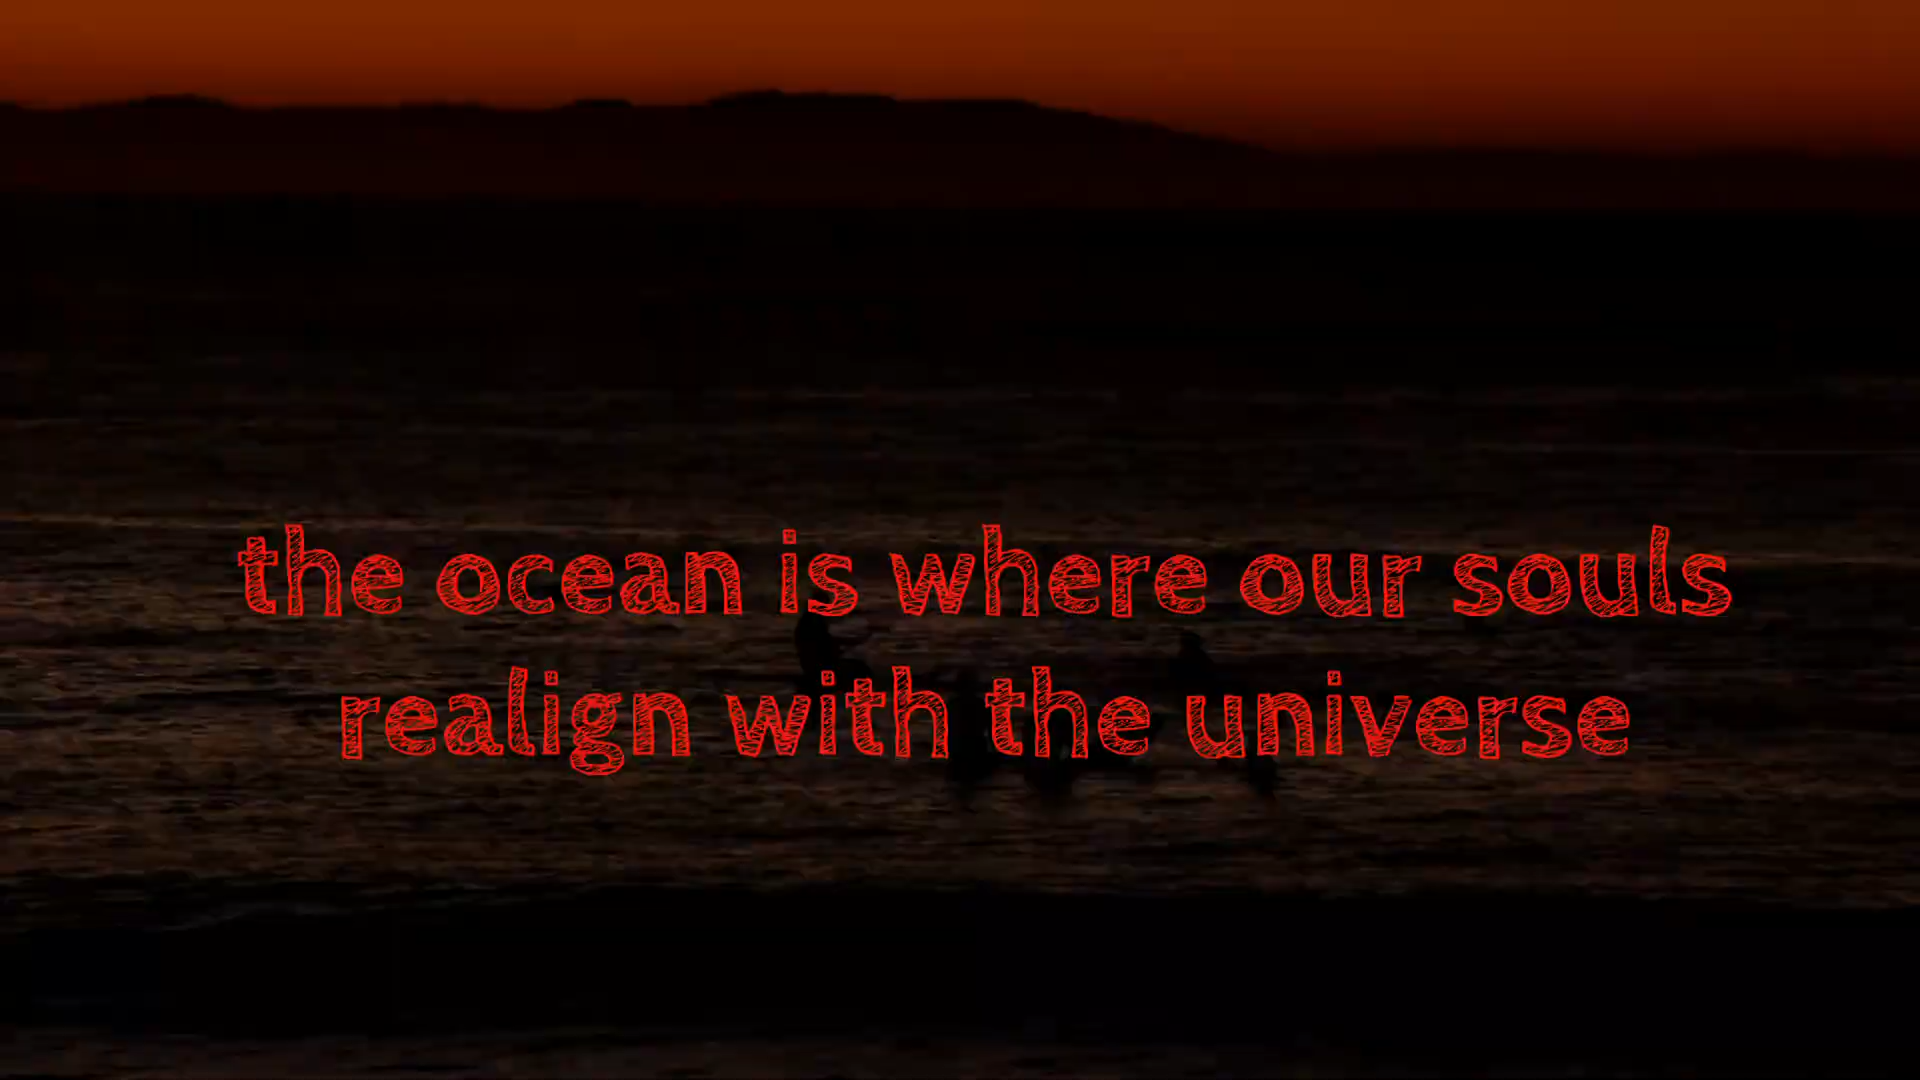 the ocean is where our souls
realign with the universe